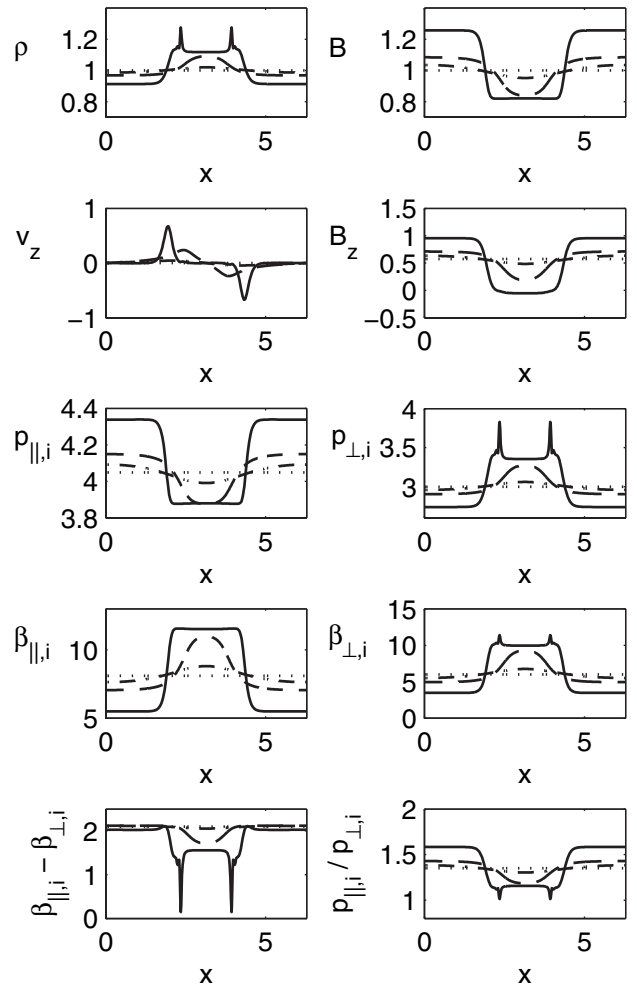 ρ
1.2
1
0.8
0 5
x
B
1.2
1
0.8
0 5
x
v_z
1
0
−1
0 5
x
B_z
1.5
1
0.5
0
−0.5
0 5
x
p_{||,i}
4.4
4.2
4
3.8
0 5
x
p_{⊥,i}
4
3.5
3
0 5
x
β_{||,i}
10
5
0 5
x
β_{⊥,i}
15
10
5
0
0 5
x
β_{||,i} − β_{⊥,i}
2
1
0
0 5
x
p_{||,i} / p_{⊥,i}
2
1.5
1
0 5
x